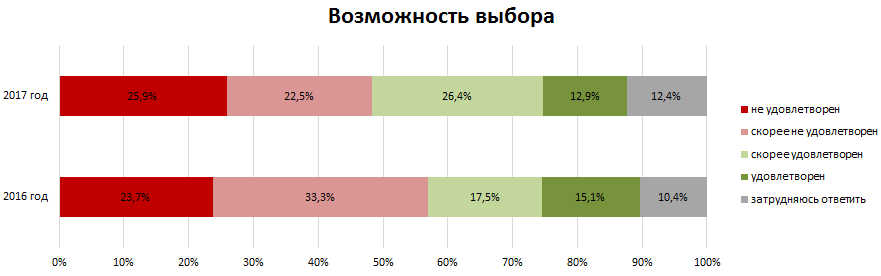 Возможность выбора
2017 год
25,9%
22,5%
26,4%
12,9%
12,4%
2016 год
23,7%
33,3%
17,5%
15,1%
10,4%
0%
10%
20%
30%
40%
50%
60%
70%
80%
90%
100%
не удовлетворен
скорее не удовлетворен
скорее удовлетворен
удовлетворен
затрудняюсь ответить